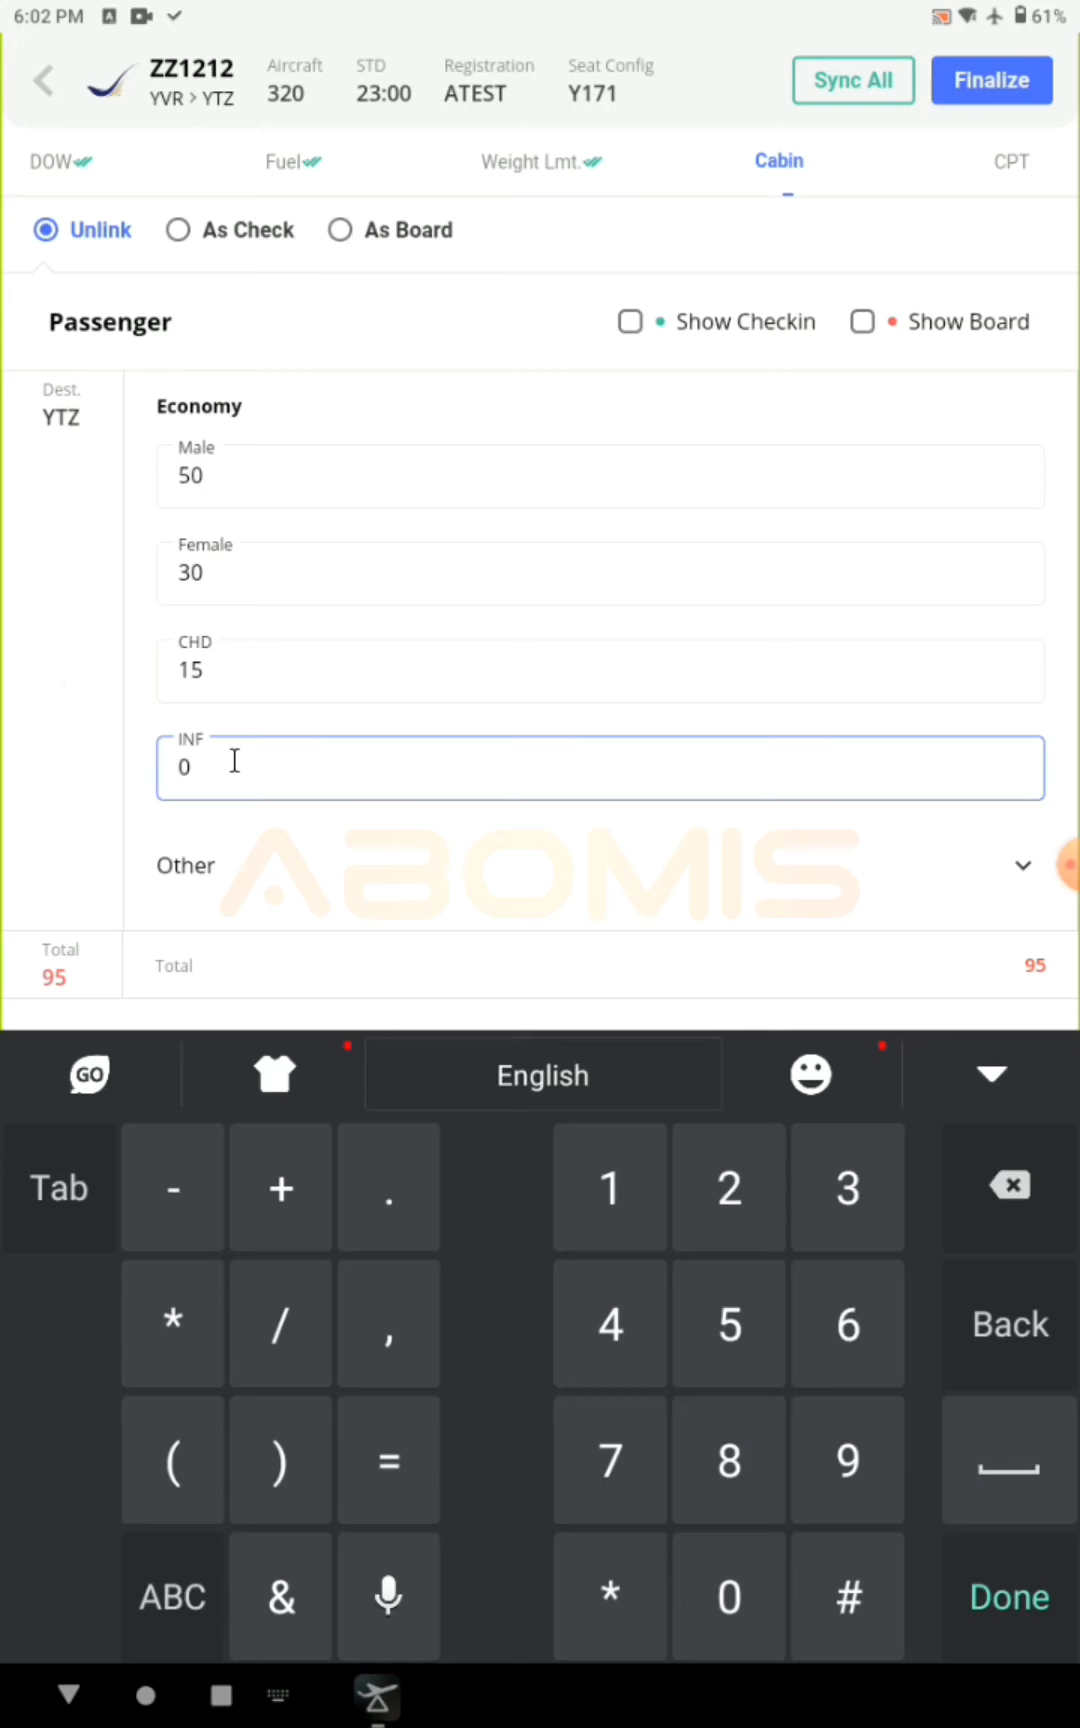 6:02 PM
61%
ZZ1212
YVR > YTZ
Aircraft
320
STD
23:00
Registration
ATEST
Seat Config
Y171
Sync All
Finalize
DOW
Fuel
Weight Lmt.
Cabin
CPT
Unlink
As Check
As Board
Passenger
Show Checkin
Show Board
Dest.
YTZ
Economy
Male
50
Female
30
CHD
15
INF
0
Other
ABOMIS
Total
95
Total
95
GO
English
Tab - + . 1 2 3
* / , 4 5 6 Back
( ) = 7 8 9
ABC & * 0 # Done